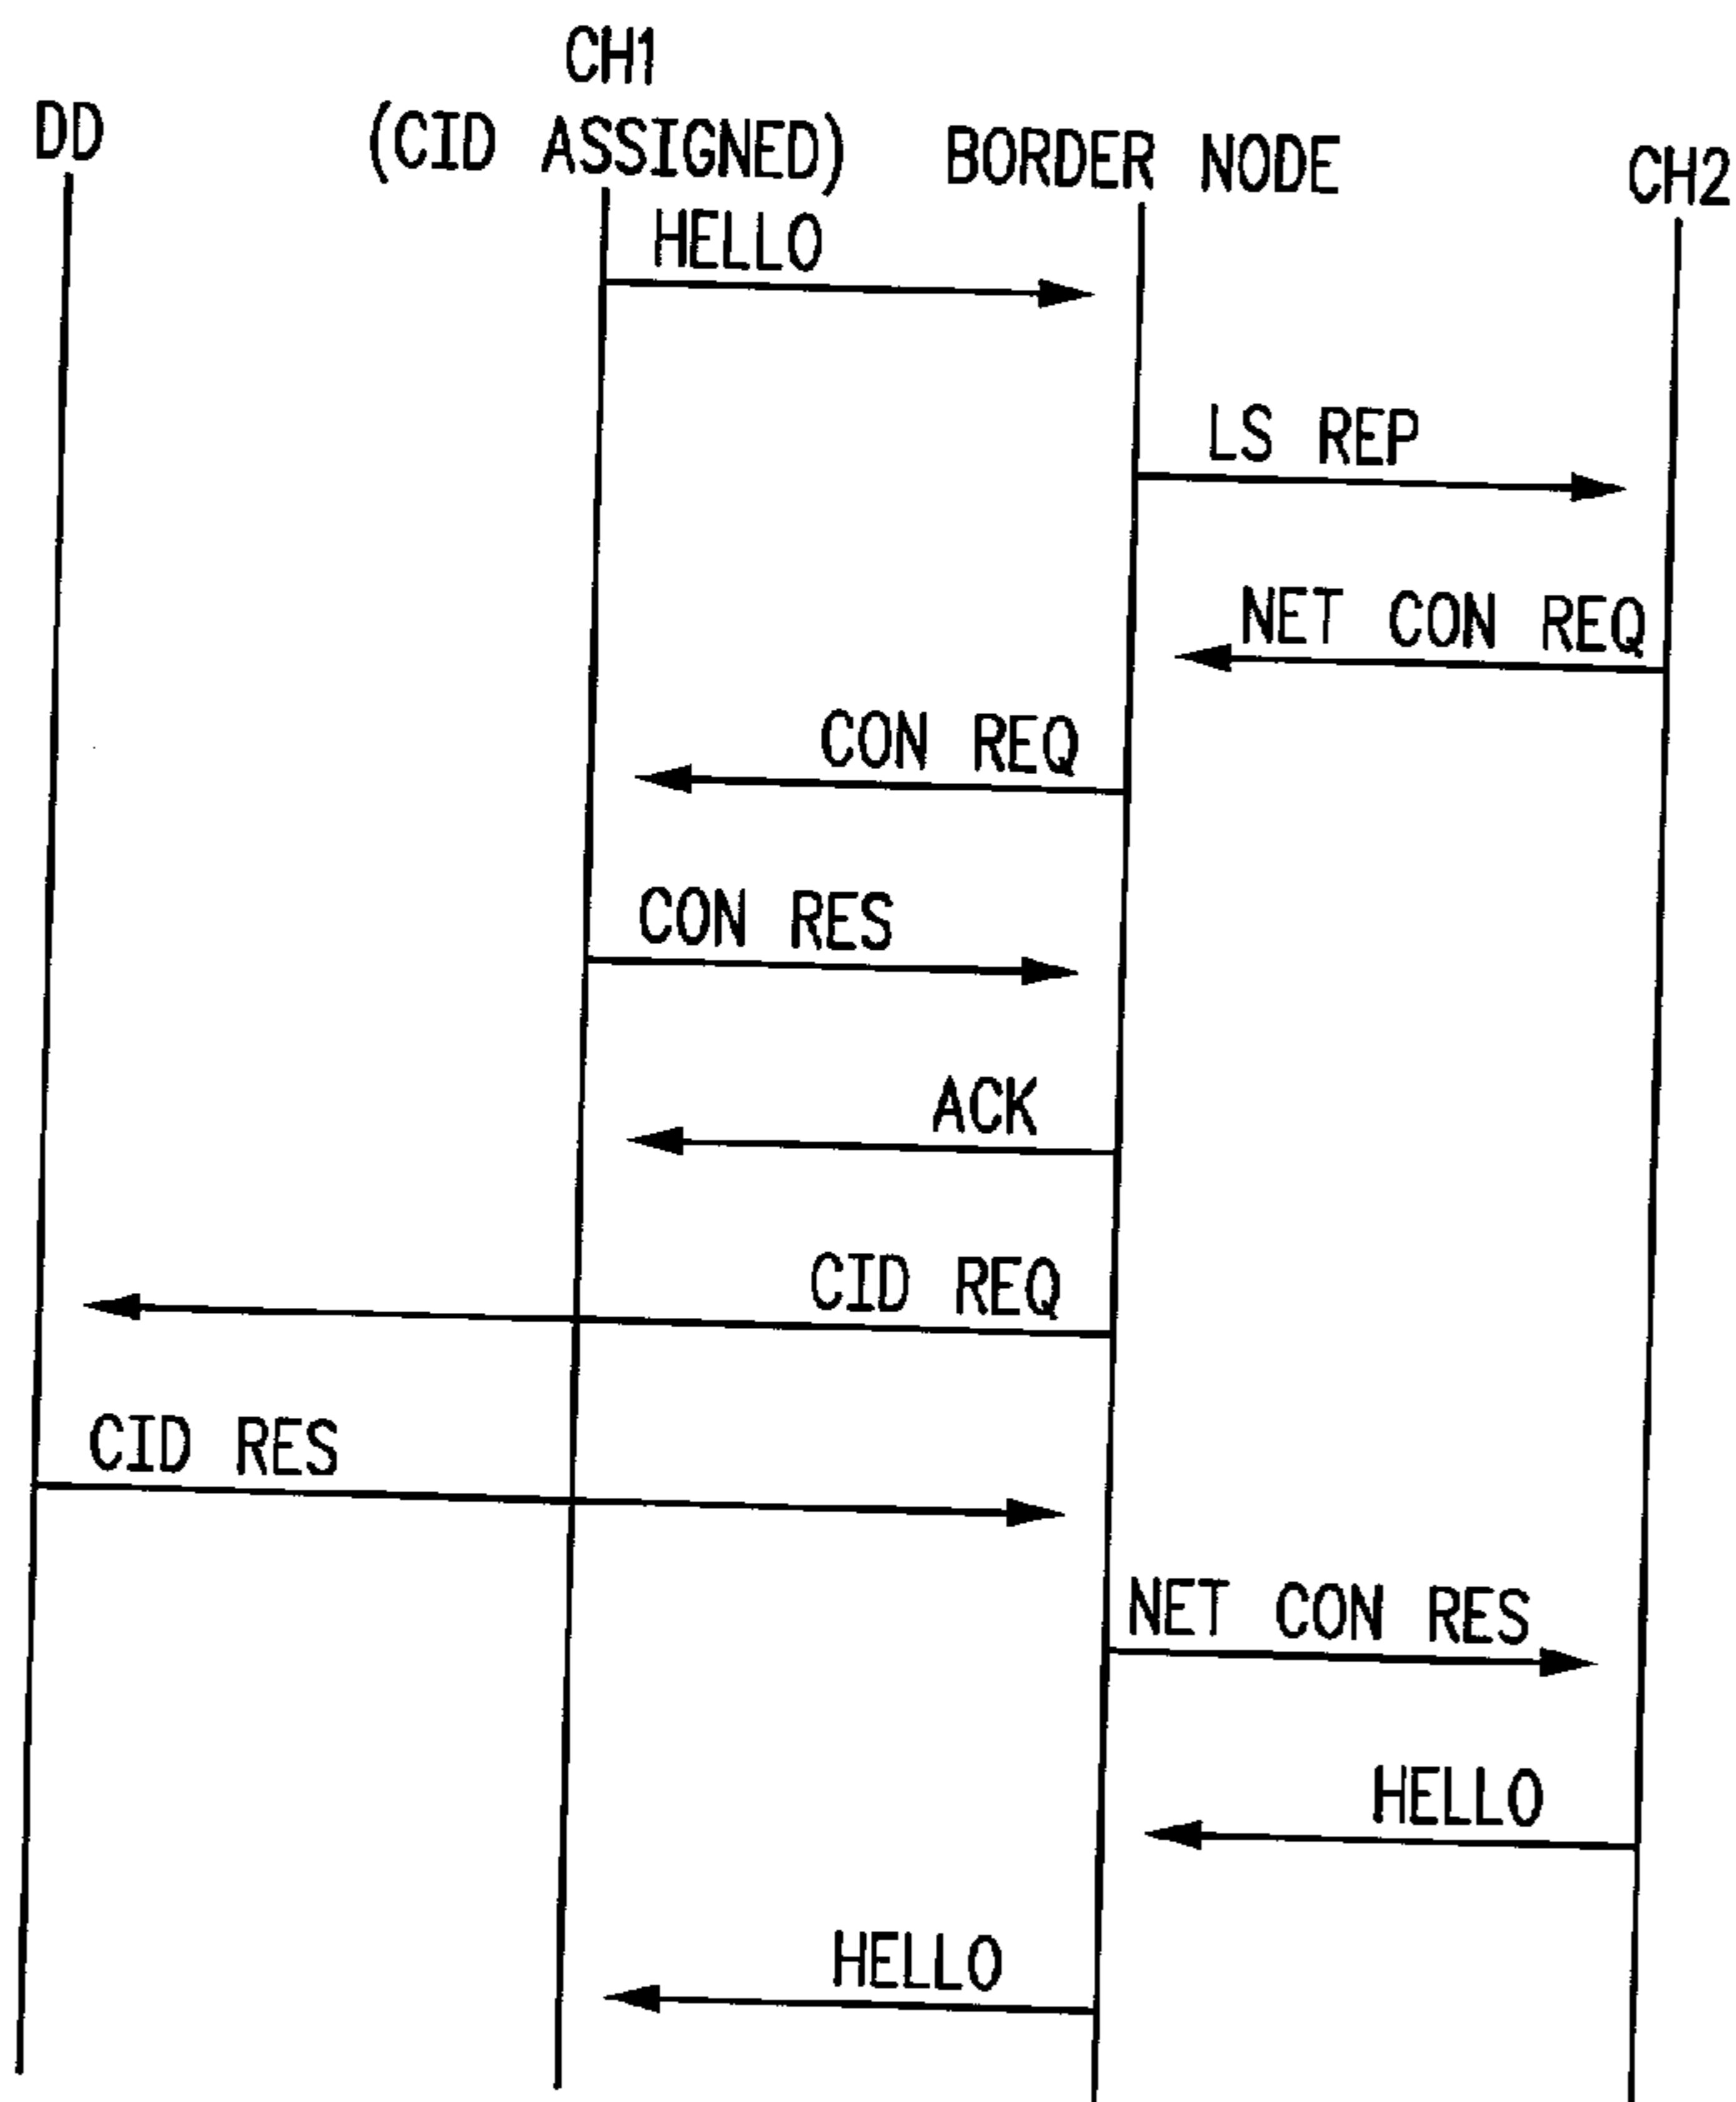 CH1
DD
(CID ASSIGNED)
BORDER NODE
CH2
HELLO
LS REP
NET CON REQ
CON REQ
CON RES
ACK
CID REQ
CID RES
NET CON RES
HELLO
HELLO